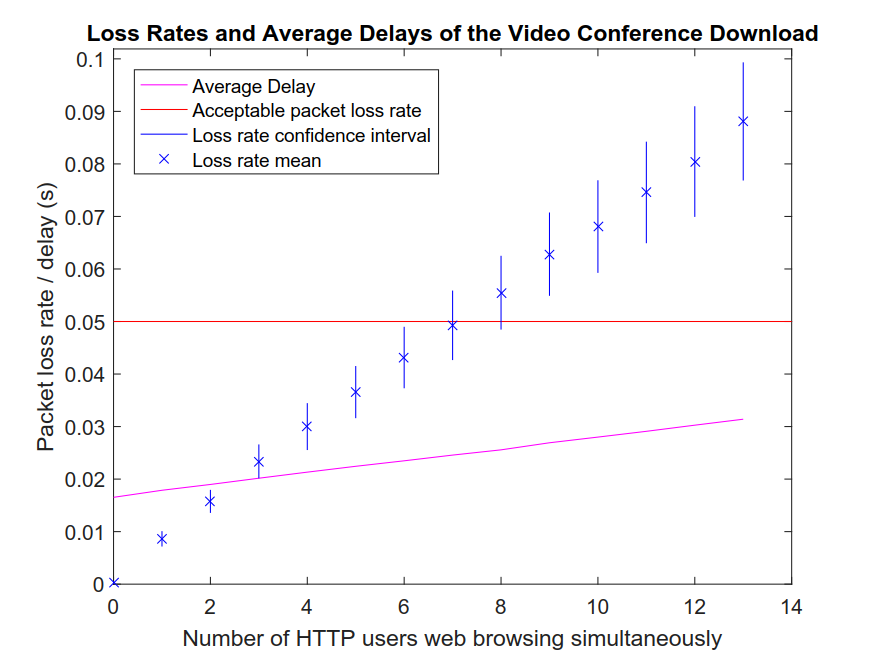 Loss Rates and Average Delays of the Video Conference Download
0.1
0.09
0.08
0.07
0.06
0.05
0.04
0.03
0.02
0.01
0
Packet loss rate / delay (s)
Average Delay
Acceptable packet loss rate
Loss rate confidence interval
Loss rate mean
0 2 4 6 8 10 12 14
Number of HTTP users web browsing simultaneously